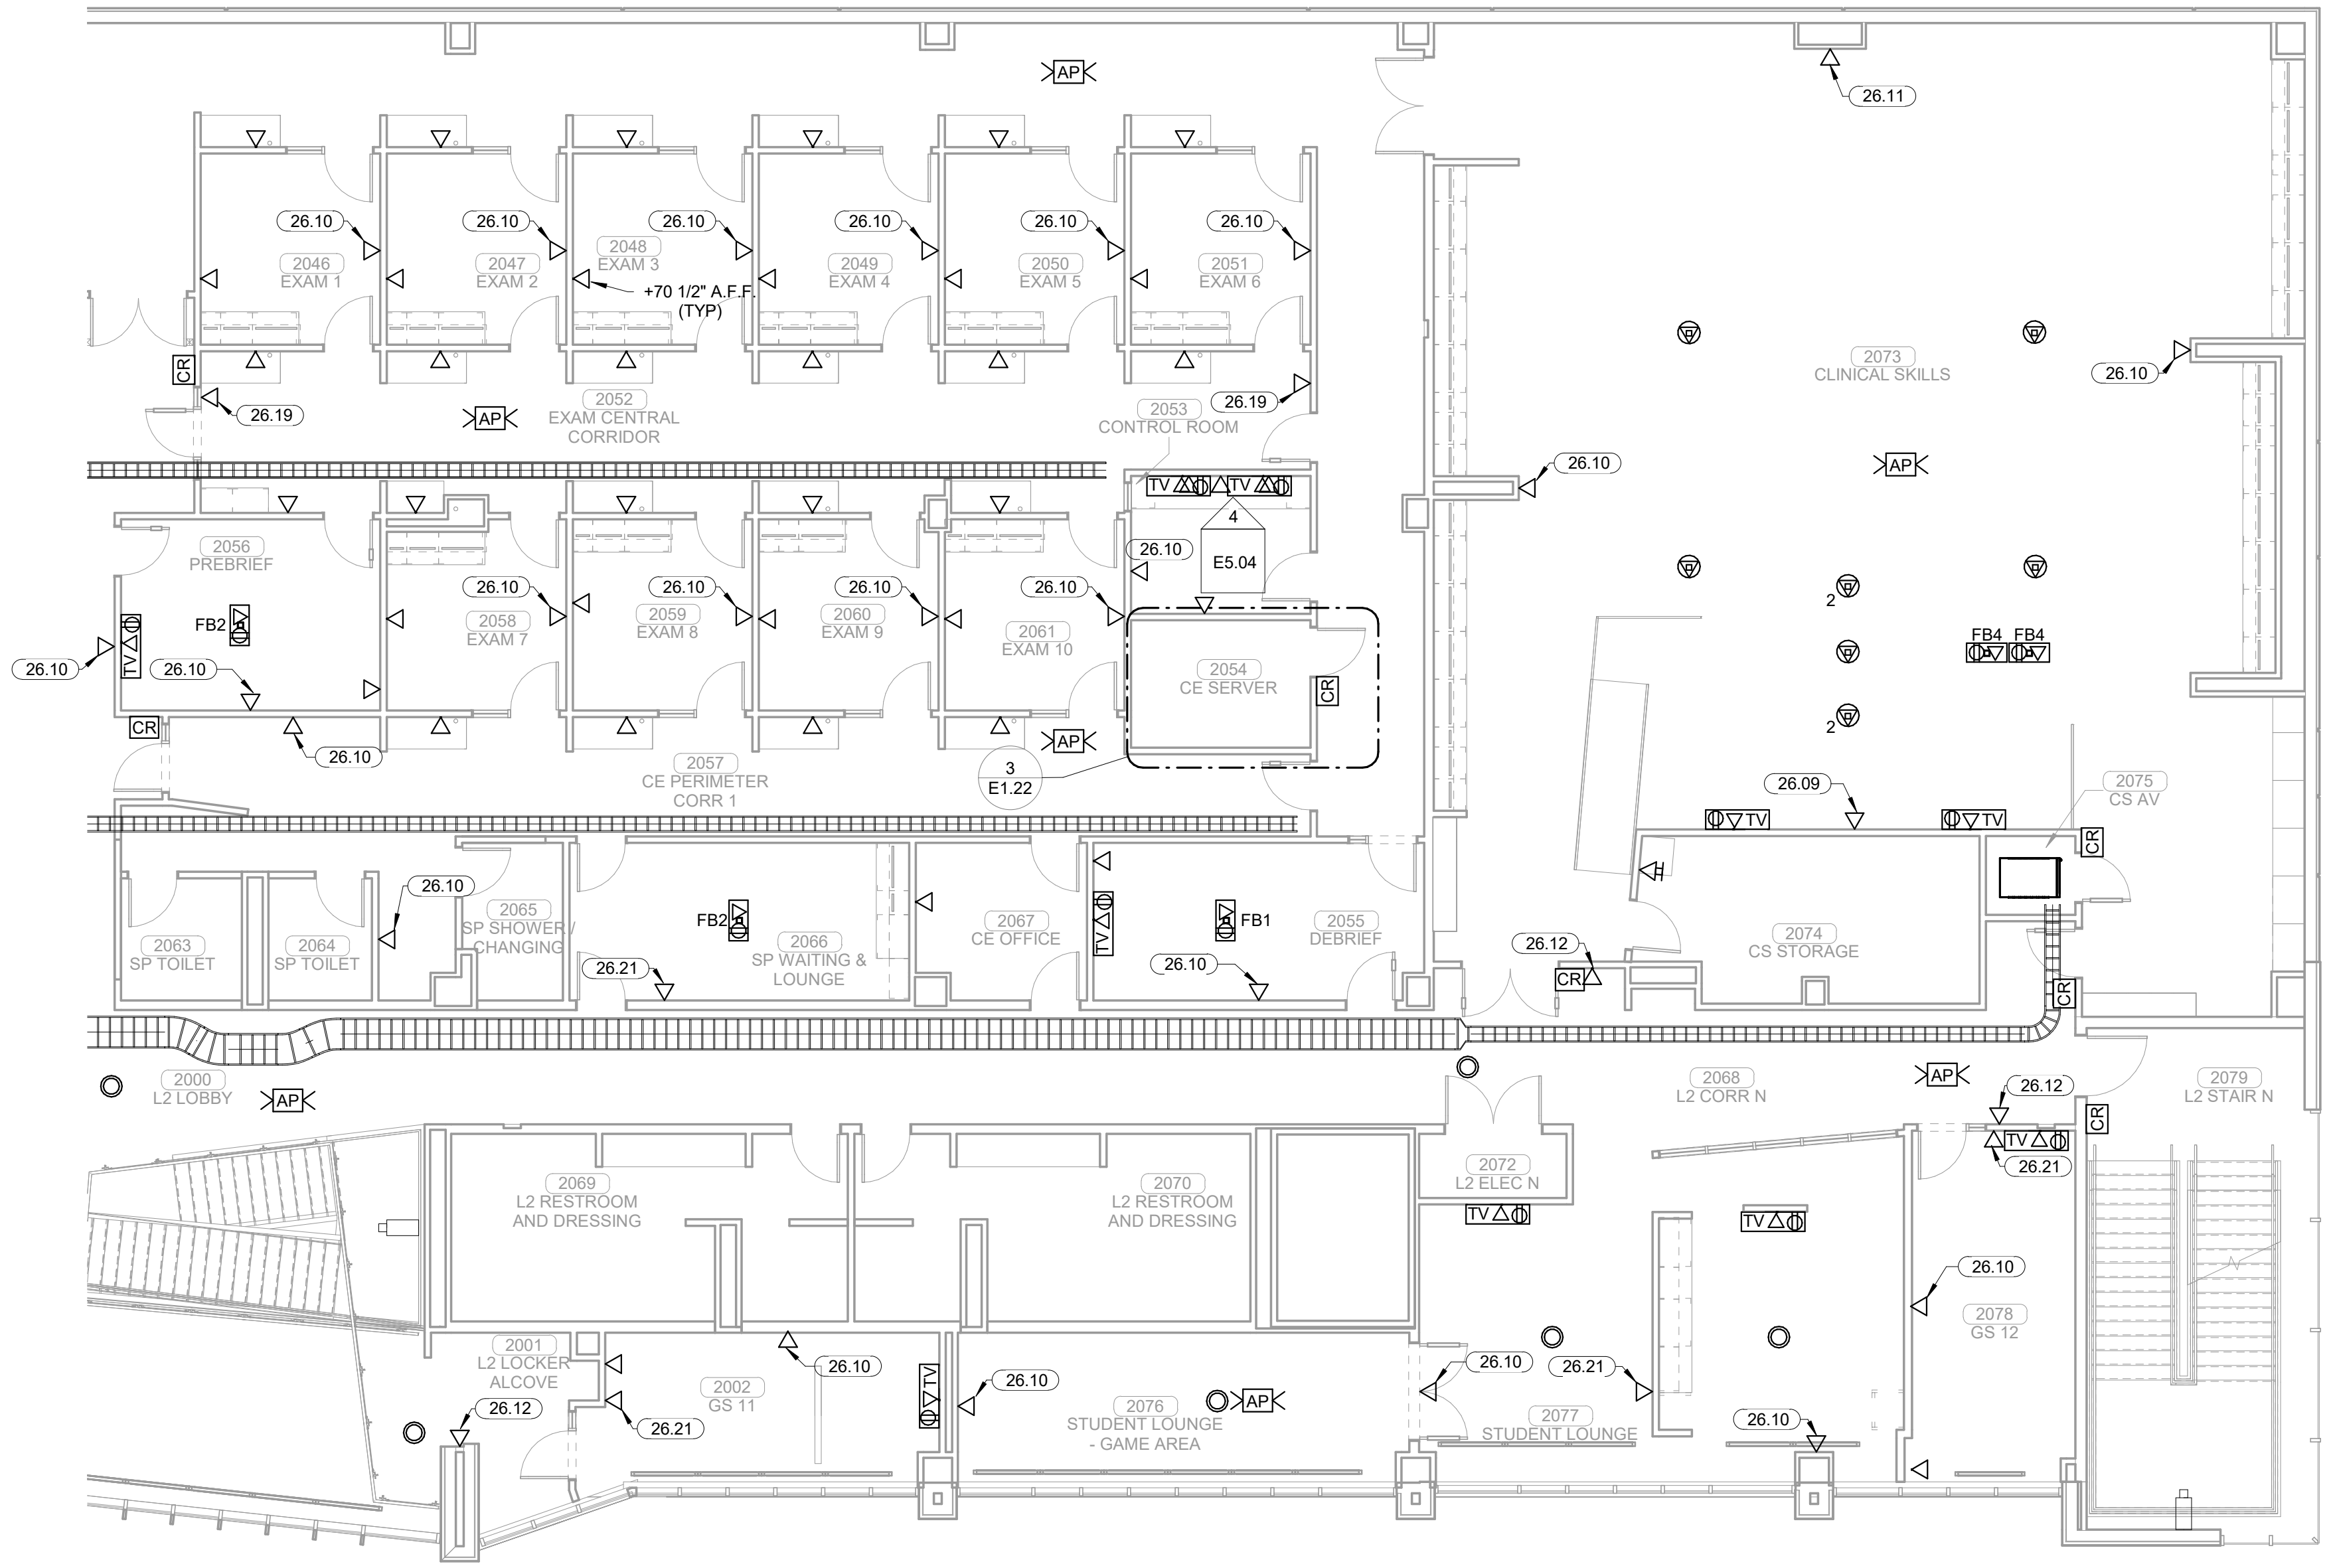 AP
26.11
26.10
26.10
26.10
26.10
26.10
26.10
2046
EXAM 1
2047
EXAM 2
2048
EXAM 3
2049
EXAM 4
2050
EXAM 5
2051
EXAM 6
+70 1/2" A.F.F.
(TYP)
CR
26.19
AP
2052
EXAM CENTRAL
CORRIDOR
2053
CONTROL ROOM
26.19
2073
CLINICAL SKILLS
26.10
26.10
AP
TV
TV
4
E5.04
26.10
2056
PREBRIEF
FB2
TV
26.10
26.10
26.10
26.10
26.10
26.10
2058
EXAM 7
2059
EXAM 8
2060
EXAM 9
2061
EXAM 10
2054
CE SERVER
CR
2
FB4
FB4
2
CR
26.10
AP
2057
CE PERIMETER
CORR 1
3
E1.22
26.09
TV
TV
2075
CS AV
CR
26.10
2063
SP TOILET
2064
SP TOILET
2065
SP SHOWER /
CHANGING
FB2
2066
SP WAITING &
LOUNGE
26.21
2067
CE OFFICE
TV
FB1
2055
DEBRIEF
26.10
26.12
CR
2074
CS STORAGE
CR
2000
L2 LOBBY
AP
2068
L2 CORR N
AP
26.12
2079
L2 STAIR N
CR
TV
26.21
2069
L2 RESTROOM
AND DRESSING
2070
L2 RESTROOM
AND DRESSING
2072
L2 ELEC N
TV
TV
26.10
2078
GS 12
2001
L2 LOCKER
ALCOVE
26.12
26.10
2002
GS 11
26.21
TV
26.10
AP
2076
STUDENT LOUNGE
- GAME AREA
26.10
26.21
2077
STUDENT LOUNGE
26.10